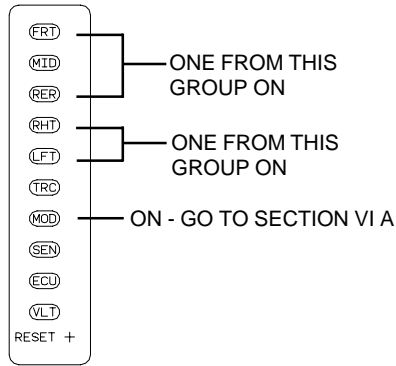 FRT
MID
RER
RHT
LFT
TRC
MOD
SEN
ECU
VLT
RESET +
ONE FROM THIS
GROUP ON
ONE FROM THIS
GROUP ON
ON - GO TO SECTION VI A